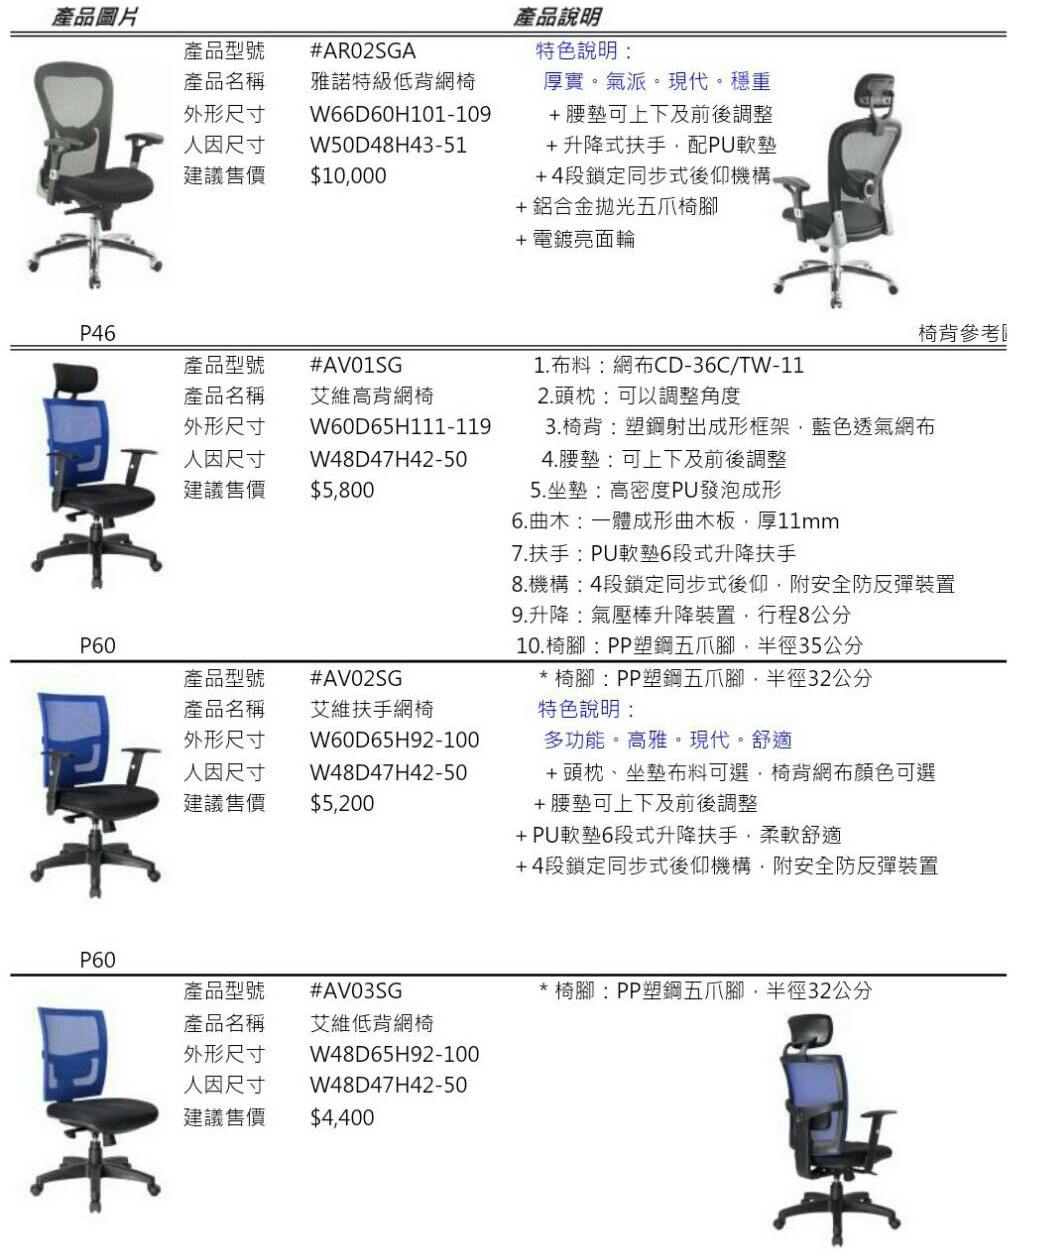 產品圖片 產品說明
產品型號 #AR02SGA 特色說明：
產品名稱 雅諾特級低背網椅 厚實。氣派。現代。穩重
外形尺寸 W66D60H101-109 + 腰墊可上下及前後調整
人因尺寸 W50D48H43-51 + 升降式扶手，配PU軟墊
建議售價 $10,000 + 4段鎖定同步式後仰機構
+ 鋁合金拋光五爪椅腳
+ 電鍍亮面輪
P46 椅背參考
產品型號 #AV01SG 1.布料：網布CD-36C/TW-11
產品名稱 艾維高背網椅 2.頭枕：可以調整角度
外形尺寸 W60D65H111-119 3.椅背：塑鋼射出成形框架，藍色透氣網布
人因尺寸 W48D47H42-50 4.腰墊：可上下及前後調整
建議售價 $5,800 5.坐墊：高密度PU發泡成形
6.曲木：一體成形曲木板，厚11mm
7.扶手：PU軟墊6段式升降扶手
8.機構：4段鎖定同步式後仰，附安全防反彈裝置
9.升降：氣壓棒升降裝置，行程8公分
P60 10.椅腳：PP塑鋼五爪腳，半徑35公分
產品型號 #AV02SG * 椅腳：PP塑鋼五爪腳，半徑32公分
產品名稱 艾維扶手網椅 特色說明：
外形尺寸 W60D65H92-100 多功能。高雅。現代。舒適
人因尺寸 W48D47H42-50 + 頭枕、坐墊布料可選，椅背網布顏色可選
建議售價 $5,200 + 腰墊可上下及前後調整
+ PU軟墊6段式升降扶手，柔軟舒適
+ 4段鎖定同步式後仰機構，附安全防反彈裝置
P60
產品型號 #AV03SG * 椅腳：PP塑鋼五爪腳，半徑32公分
產品名稱 艾維低背網椅
外形尺寸 W48D65H92-100
人因尺寸 W48D47H42-50
建議售價 $4,400